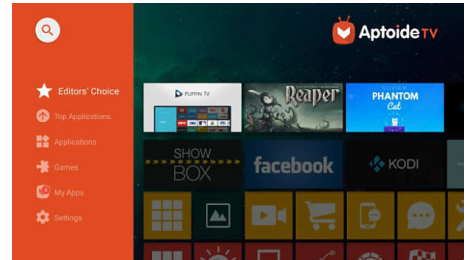 AptoideTV
Editors' Choice
Top Applications
Applications
Games
My Apps
Settings
PUFFIN TV
Reaper
SUPER
PHANTOM
Cat
SHOW
BOX
facebook
KODI